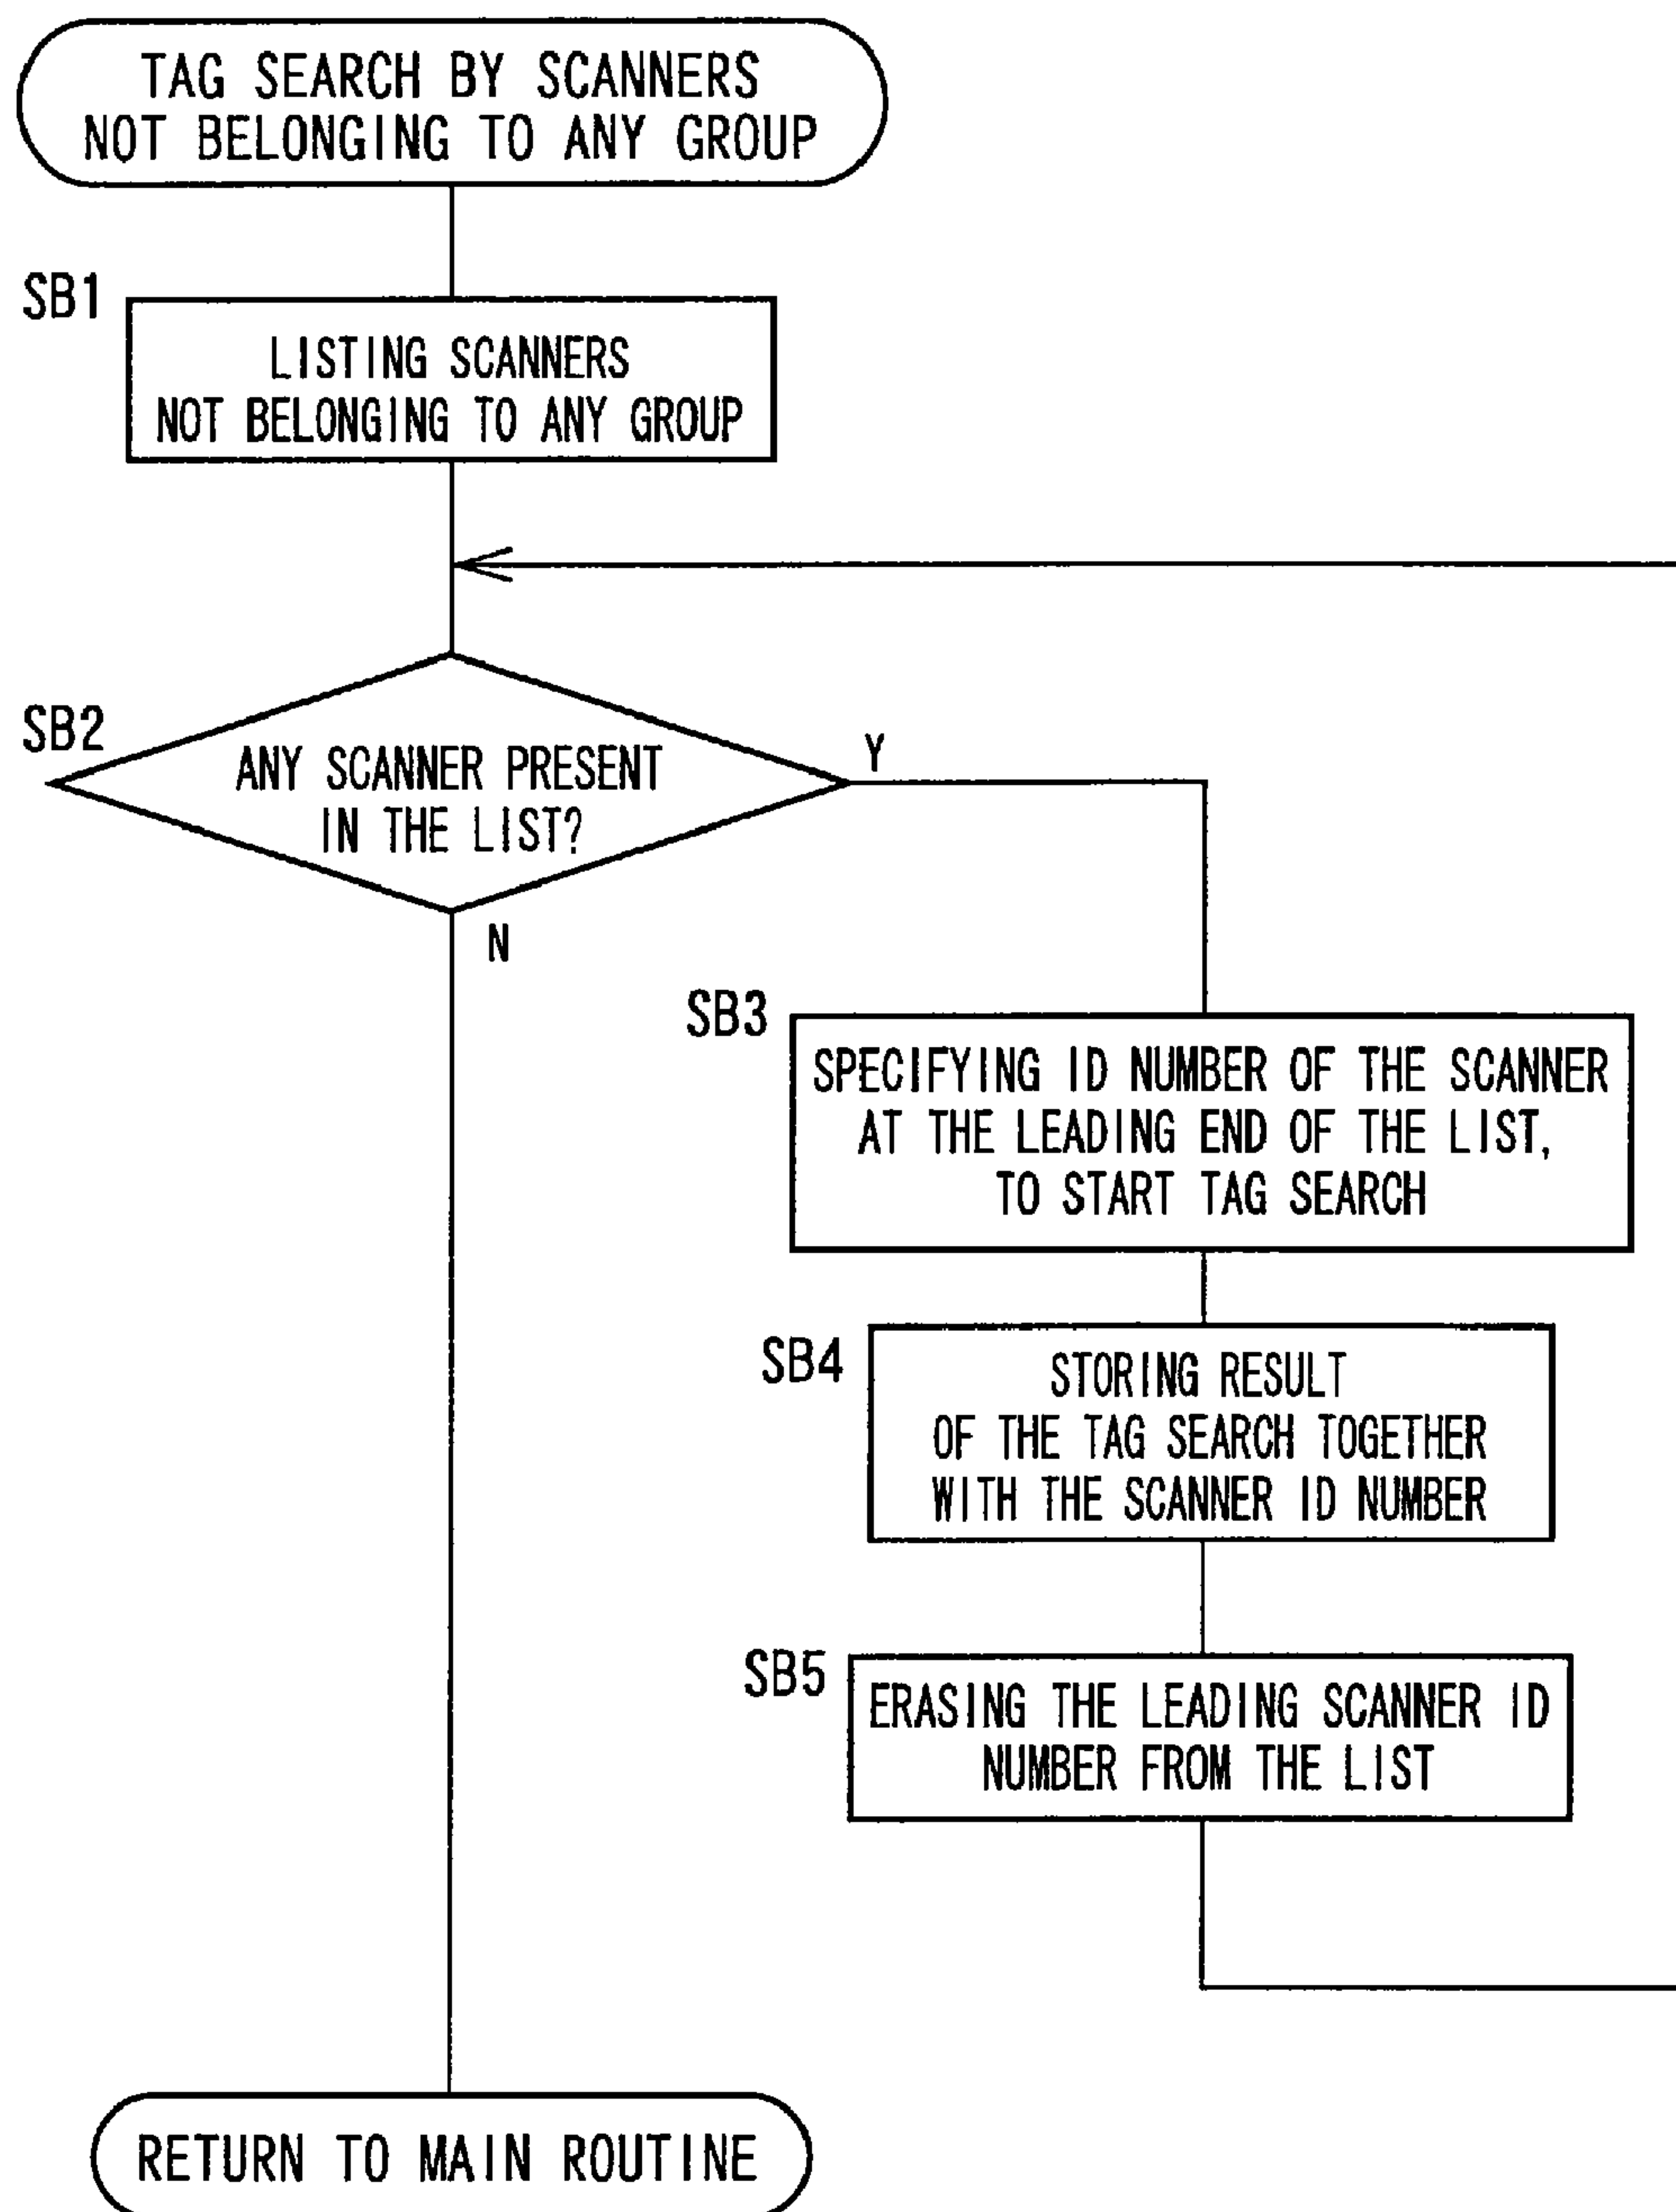 TAG SEARCH BY SCANNERS
NOT BELONGING TO ANY GROUP
SB1
LISTING SCANNERS
NOT BELONGING TO ANY GROUP
SB2
ANY SCANNER PRESENT
IN THE LIST?
Y
N
SB3
SPECIFYING ID NUMBER OF THE SCANNER
AT THE LEADING END OF THE LIST,
TO START TAG SEARCH
SB4
STORING RESULT
OF THE TAG SEARCH TOGETHER
WITH THE SCANNER ID NUMBER
SB5
ERASING THE LEADING SCANNER ID
NUMBER FROM THE LIST
RETURN TO MAIN ROUTINE